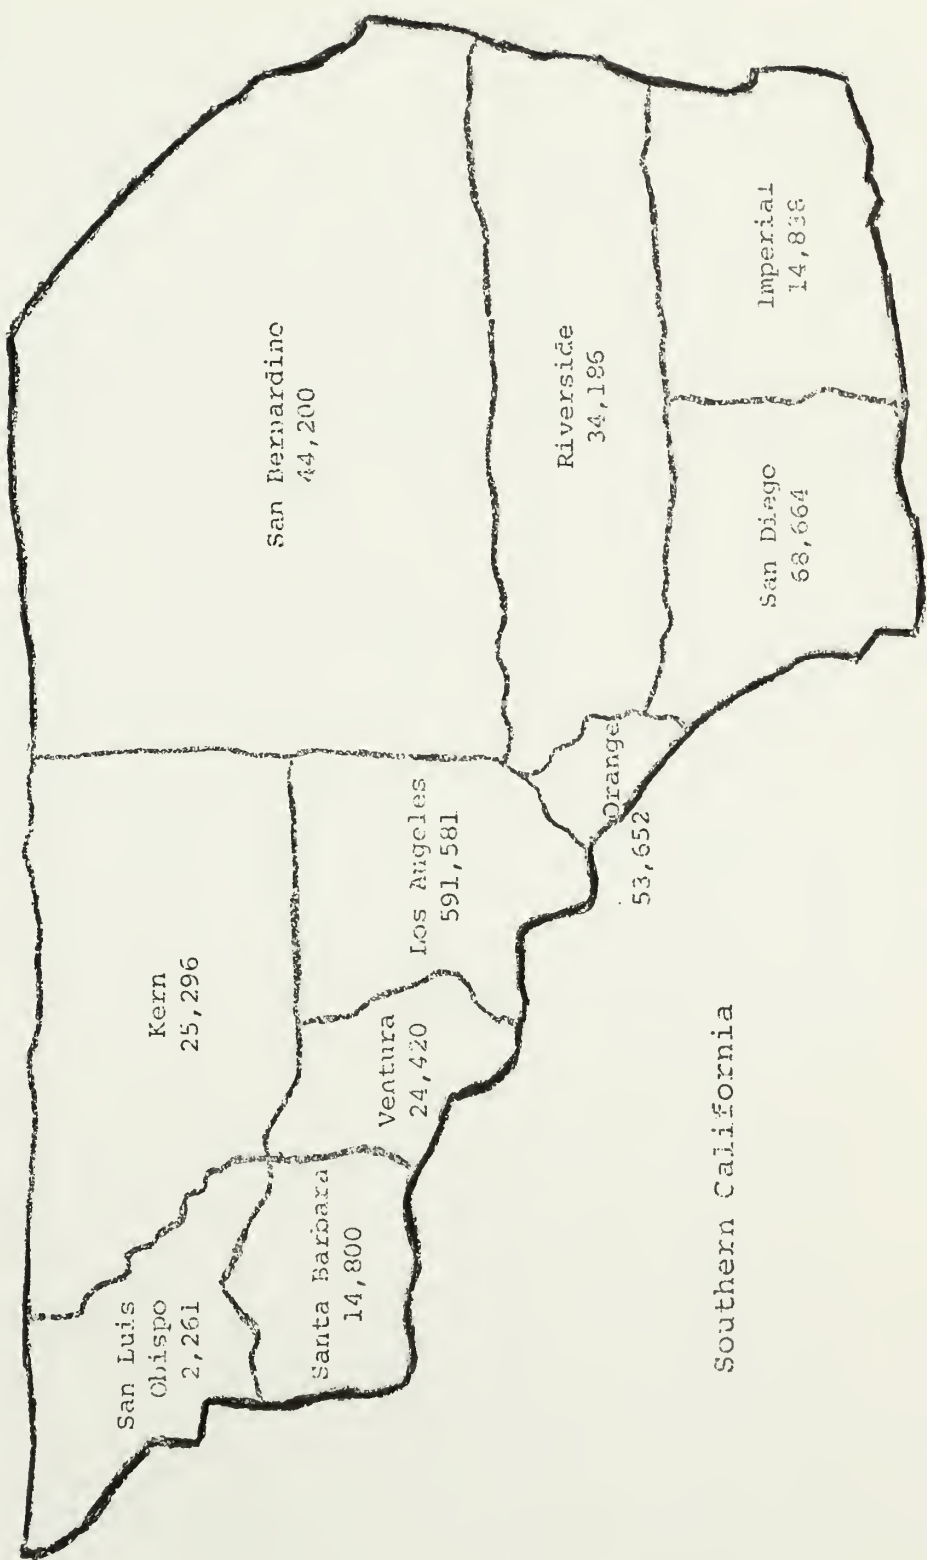 San Luis
Obispo
2,261
Kern
25,296
San Bernardino
44,200
Santa Barbara
14,800
Ventura
24,420
Los Angeles
591,581
Riverside
34,186
Orange
53,652
San Diego
68,664
Imperial
Southern California